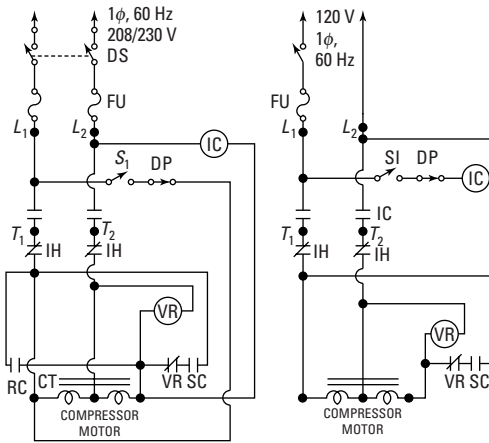 1ϕ, 60 Hz
208/230 V
DS
FU
L1
L2
IC
S1
DP
T1
T2
IH
IH
VR
RC
CT
VR
SC
COMPRESSOR
MOTOR
120 V
1ϕ,
60 Hz
FU
L1
L2
SI
DP
IC
IC
T1
T2
IH
IH
VR
VR
SC
COMPRESSOR
MOTOR